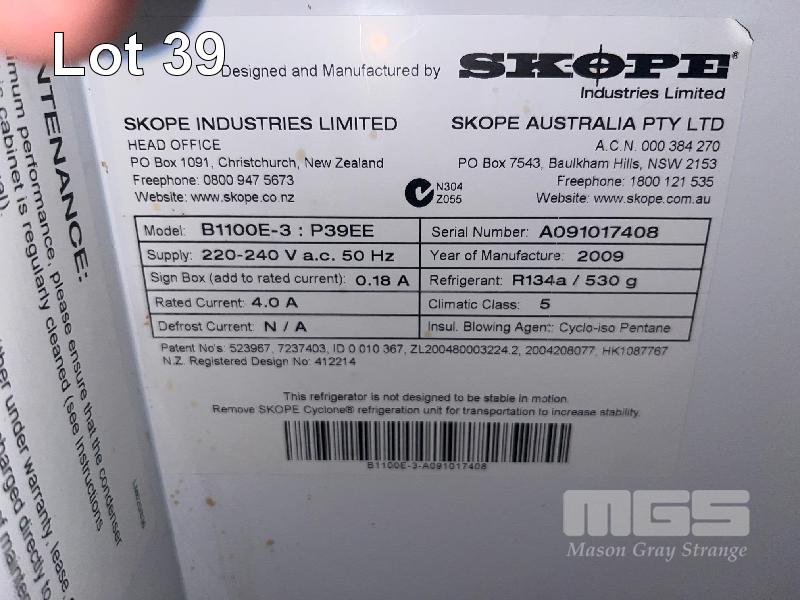 Lot 39
Designed and Manufactured by SKOPE®
Industries Limited
SKOPE INDUSTRIES LIMITED
HEAD OFFICE
PO Box 1091, Christchurch, New Zealand
Freephone: 0800 947 5673
Website: www.skope.co.nz
N304
Z055
SKOPE AUSTRALIA PTY LTD
A.C.N. 000 384 270
PO Box 7543, Baulkham Hills, NSW 2153
Freephone: 1800 121 535
Website: www.skope.com.au
Model: B1100E-3 : P39EE
Serial Number: A091017408
Supply: 220-240 V a.c. 50 Hz
Year of Manufacture: 2009
Sign Box (add to rated current): 0.18 A
Refrigerant: R134a / 530 g
Rated Current: 4.0 A
Climatic Class: 5
Defrost Current: N / A
Insul. Blowing Agent: Cyclo-iso Pentane
Patent No's: 523967, 7237403, ID 0 010 367, ZL200480003224.2, 2004208077, HK1087767
N.Z. Registered Design No: 412214
This refrigerator is not designed to be stable in motion.
Remove SKOPE Cyclone® refrigeration unit for transportation to increase stability.
B1100E-3-A091017408
NTENANCE:
performance, please ensure that the condenser
cabinet is regularly cleaned (see Instructions
under warranty, lease,
directly to
MGS
Mason Gray Strange